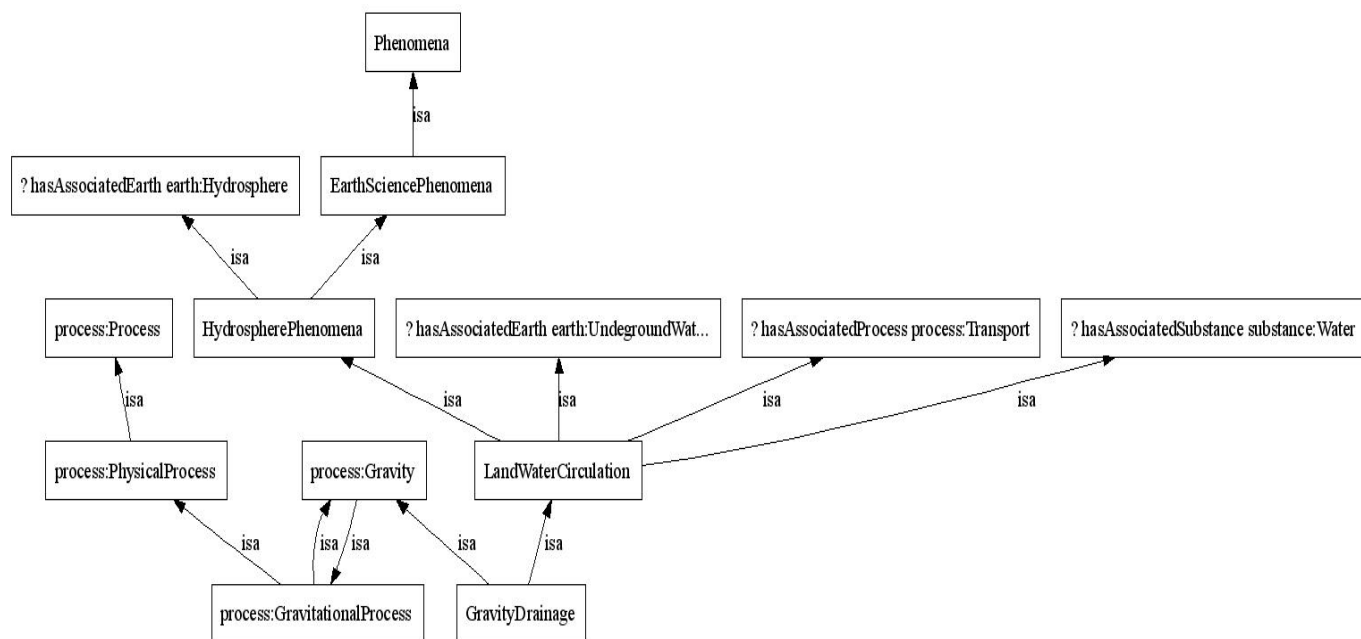 Phenomena
isa
? hasAssociatedEarth earth:Hydrosphere
EarthSciencePhenomena
isa
isa
process:Process
HydrospherePhenomena
? hasAssociatedEarth earth:UndegroundWat...
? hasAssociatedProcess process:Transport
? hasAssociatedSubstance substance:Water
isa
isa
isa
isa
isa
process:PhysicalProcess
process:Gravity
LandWaterCirculation
isa
isa
isa
isa
isa
process:GravitationalProcess
GravityDrainage